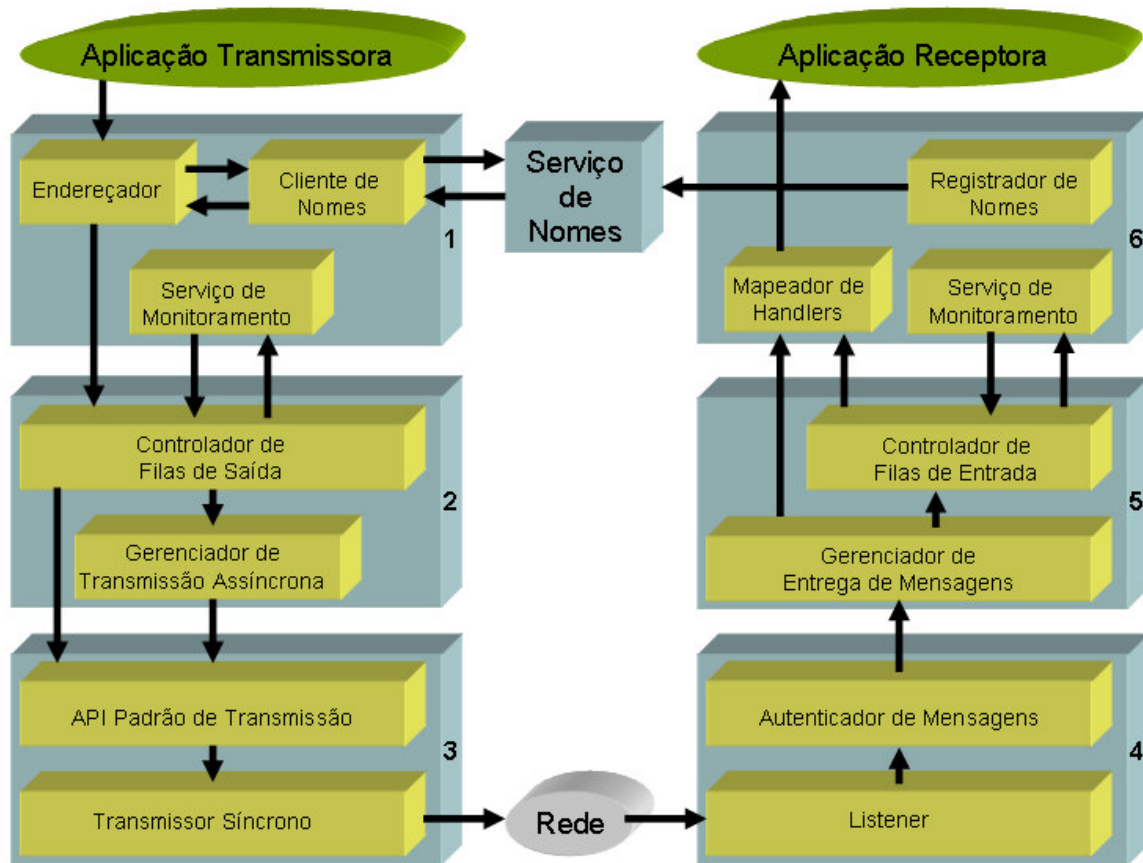 Aplicação Transmissora
Aplicação Receptora
Endereçador
Cliente de
Nomes
Serviço de
Monitoramento
1
Serviço
de
Nomes
Registrador de
Nomes
Mapeador de
Handlers
Serviço de
Monitoramento
6
Controlador de
Filas de Saída
Gerenciador de
Transmissão Assíncrona
2
Controlador de
Filas de Entrada
Gerenciador de
Entrega de Mensagens
5
API Padrão de Transmissão
Transmissor Síncrono
3
Rede
Autenticador de Mensagens
Listener
4